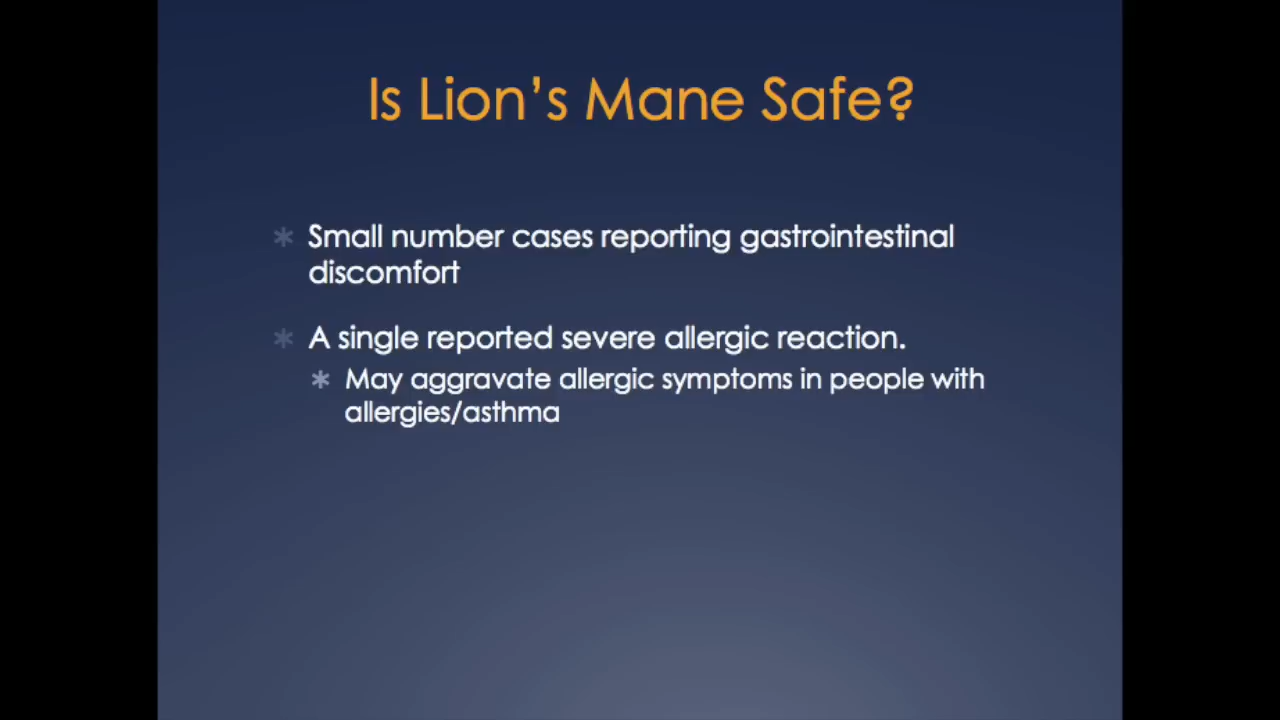 Is Lion’s Mane Safe?
* Small number cases reporting gastrointestinal
discomfort
* A single reported severe allergic reaction.
* May aggravate allergic symptoms in people with
allergies/asthma